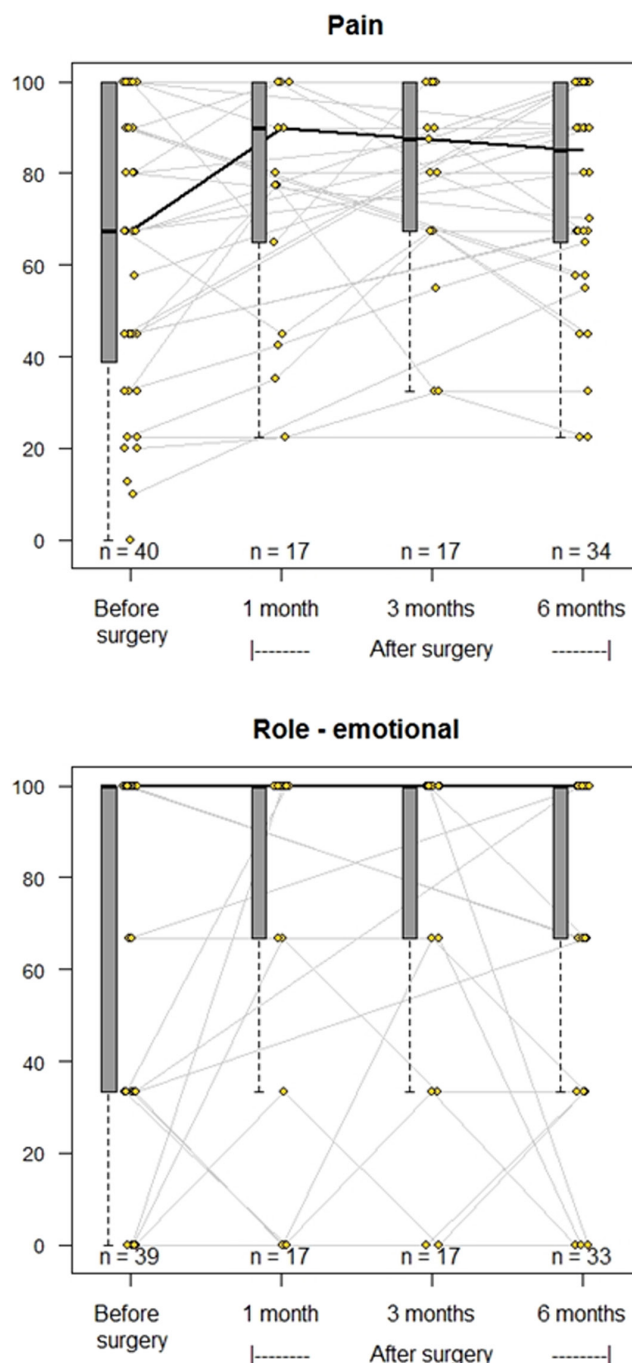 Pain
100
80
60
40
20
0
n = 40 n = 17 n = 17 n = 34
Before surgery 1 month 3 months 6 months
|-------- After surgery --------|
Role - emotional
100
80
60
40
20
0
n = 39 n = 17 n = 17 n = 33
Before surgery 1 month 3 months 6 months
|-------- After surgery --------|